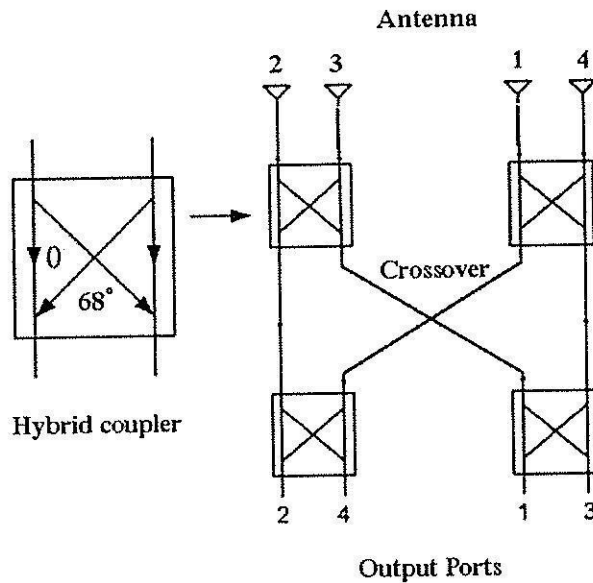 Antenna
2 3 1 4
0
68°
Crossover
Hybrid coupler
2 4 1 3
Output Ports